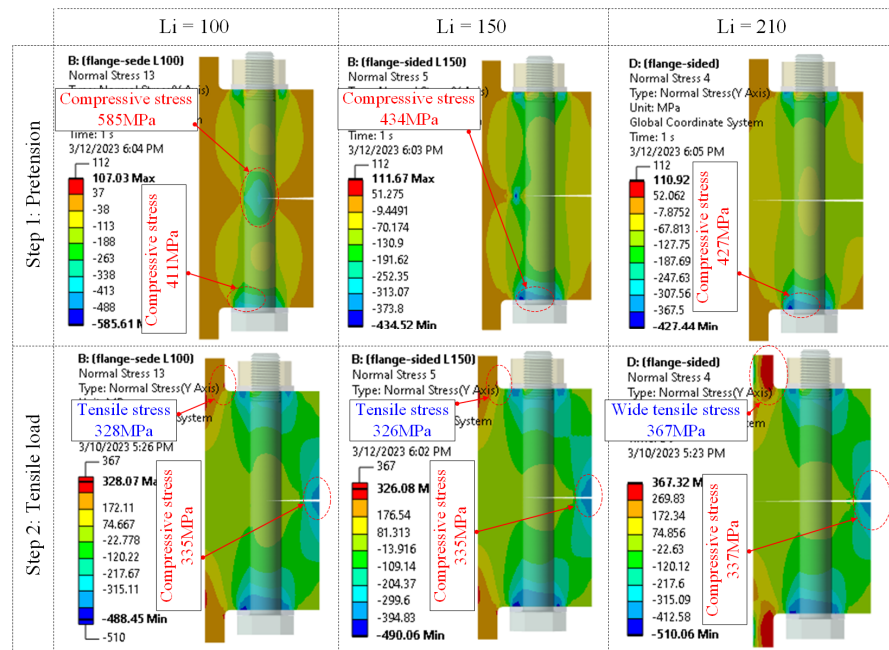 Li = 100
Li = 150
Li = 210
Step 1: Pretension
B: (flange-sede L100)
Normal Stress 13
Compressive stress
585MPa
Time: 1 s
3/12/2023 6:04 PM
112
107.03 Max
37
-38
-113
-188
-263
-338
-413
-488
-585.61 M
Compressive stress
411MPa
B: (flange-sided L150)
Normal Stress 5
Compressive stress
434MPa
Time: 1 s
3/12/2023 6:03 PM
112
111.67 Max
51.275
-9.4491
-70.174
-130.9
-191.62
-252.35
-313.07
-373.8
-434.52 Min
D: (flange-sided)
Normal Stress 4
Type: Normal Stress(Y Axis)
Unit: MPa
Global Coordinate System
Time: 1 s
3/12/2023 6:05 PM
112
110.92
52.062
-7.8752
-67.813
-127.75
-187.69
-247.63
-307.56
-367.5
-427.44 Min
Compressive stress
427MPa
Step 2: Tensile load
B: (flange-sede L100)
Normal Stress 13
Type: Normal Stress(Y Axis)
Tensile stress
328MPa
3/10/2023 5:26 PM
367
328.07 Ma
172.11
74.667
-22.778
-120.22
-217.67
-315.11
-488.45 Min
-510
Compressive stress
335MPa
B: (flange-sided L150)
Normal Stress 5
Type: Normal Stress(Y Axis)
Tensile stress
326MPa
System
3/12/2023 6:02 PM
367
326.08 M
176.54
81.313
-13.916
-109.14
-204.37
-299.6
-394.83
-490.06 Min
Compressive stress
335MPa
D: (flange-sided)
Normal Stress 4
Type: Normal Stress(Y Axis)
Wide tensile stress
367MPa
3/10/2023 5:23 PM
367.32 M
269.83
172.34
74.856
-22.63
-120.12
-217.6
-315.09
-412.58
-510.06 Min
Compressive stress
337MPa